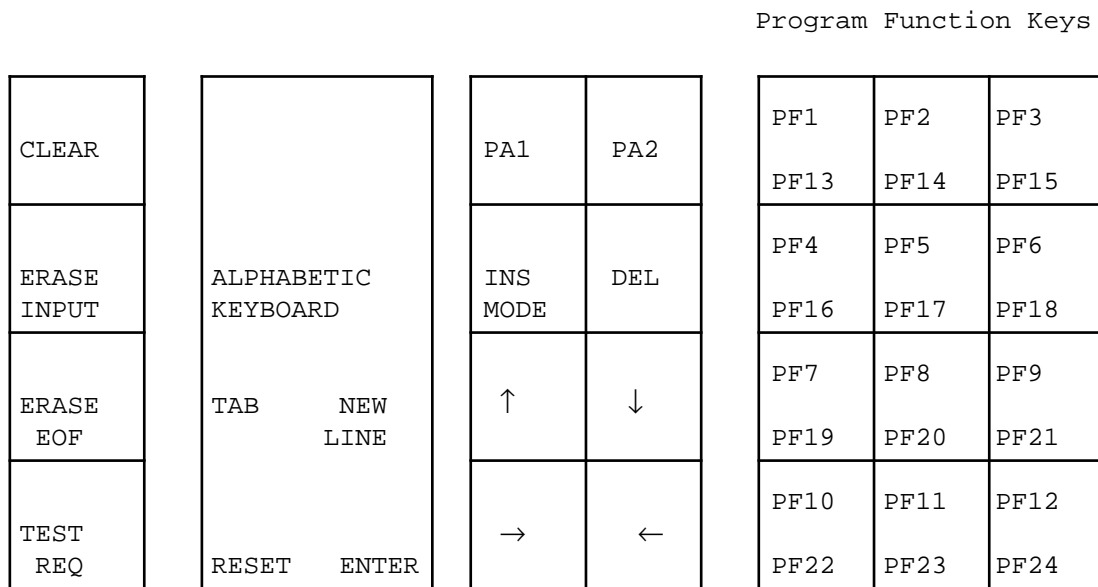 Program Function Keys
PF1 PF2 PF3
CLEAR PA1 PA2
PF13 PF14 PF15
PF4 PF5 PF6
ERASE ALPHABETIC INS DEL
INPUT KEYBOARD MODE PF16 PF17 PF18
PF7 PF8 PF9
ERASE TAB NEW ↑ ↓
EOF LINE PF19 PF20 PF21
PF10 PF11 PF12
TEST → ←
REQ RESET ENTER PF22 PF23 PF24